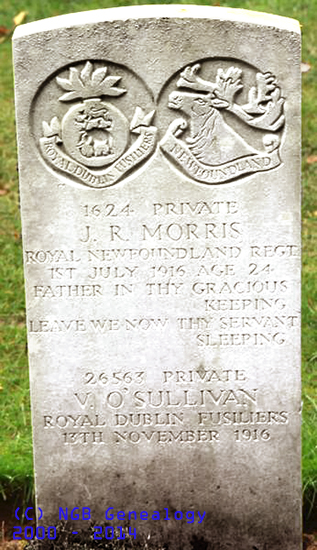 ROYAL DUBLIN FUSILIERS
NEWFOUNDLAND
1624 PRIVATE
J. R. MORRIS
ROYAL NEWFOUNDLAND REGT.
1ST JULY 1916 AGE 24
FATHER IN THY GRACIOUS
KEEPING
LEAVE WE NOW THY SERVANT
SLEEPING
26563 PRIVATE
V. O'SULLIVAN
ROYAL DUBLIN FUSILIERS
13TH NOVEMBER 1916
(C) NGB Genealogy
2000 - 2014